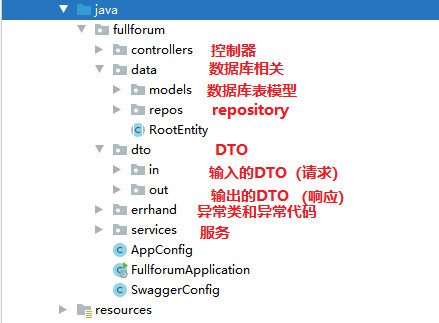 java
fullforum
controllers 控制器
data 数据库相关
models 数据库表模型
repos repository
RootEntity
dto DTO
in 输入的DTO（请求）
out 输出的DTO （响应）
errhand 异常类和异常代码
services 服务
AppConfig
FullforumApplication
SwaggerConfig
resources